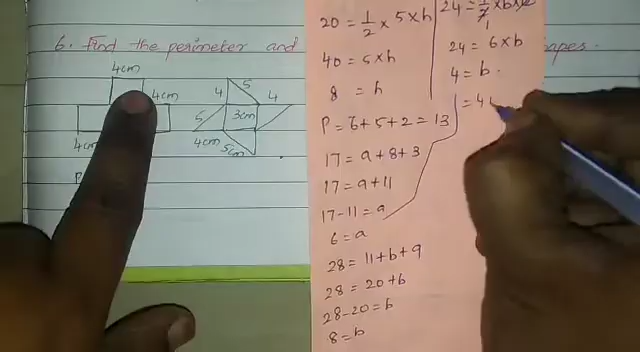 6. Find the perimeter and
apes.
4cm
4cm
4cm
5
4
4
5
3cm
4cm
5cm
P
20 = 1/2 × 5 × h
40 = 5 × h
8 = h
P = 6 + 5 + 2 = 13
17 = a + 8 + 3
17 = a + 11
17 - 11 = a
6 = a
28 = 11 + b + 9
28 = 20 + b
28 - 20 = b
8 = b
24 = 6 × b
4 = b.
= 4